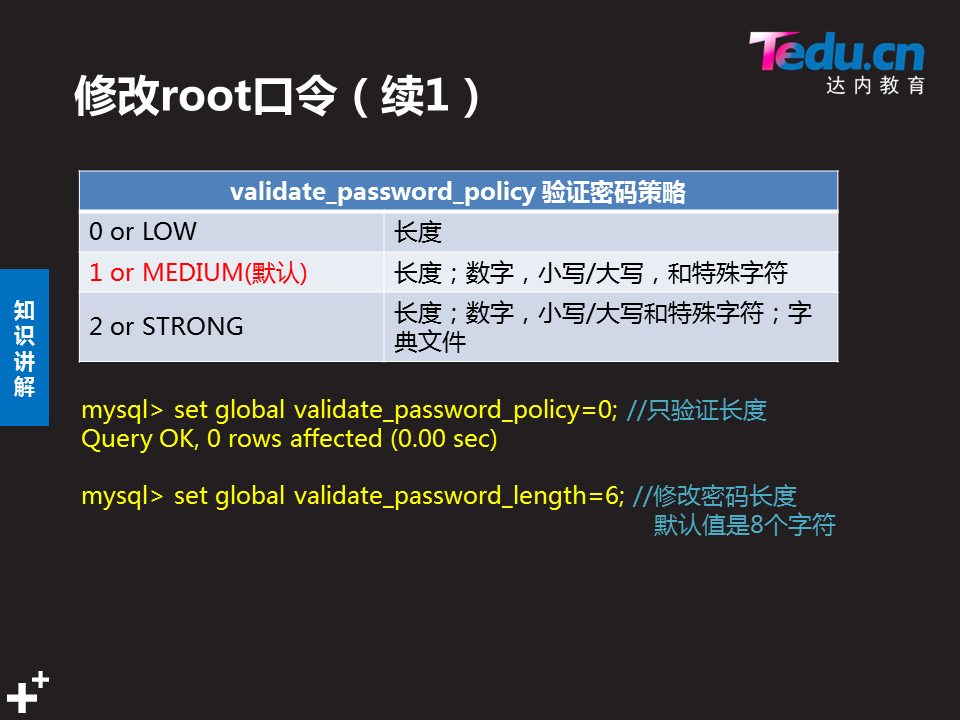 Tedu.cn
达内教育
修改root口令（续1）
validate_password_policy 验证密码策略
0 or LOW
长度
1 or MEDIUM(默认)
长度；数字，小写/大写，和特殊字符
2 or STRONG
长度；数字，小写/大写和特殊字符；字
典文件
知
识
讲
解
mysql> set global validate_password_policy=0; //只验证长度
Query OK, 0 rows affected (0.00 sec)
mysql> set global validate_password_length=6; //修改密码长度
默认值是8个字符